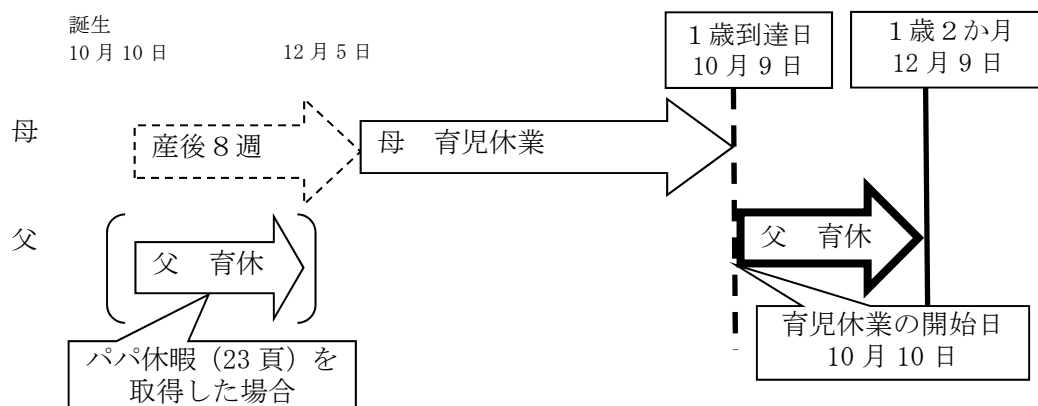 誕生
10月10日
12月5日
1歳到達日
10月9日
1歳2か月
12月9日
母
産後8週
母 育児休業
父
父 育休
父 育休
パパ休暇（23頁）を
取得した場合
育児休業の開始日
10月10日